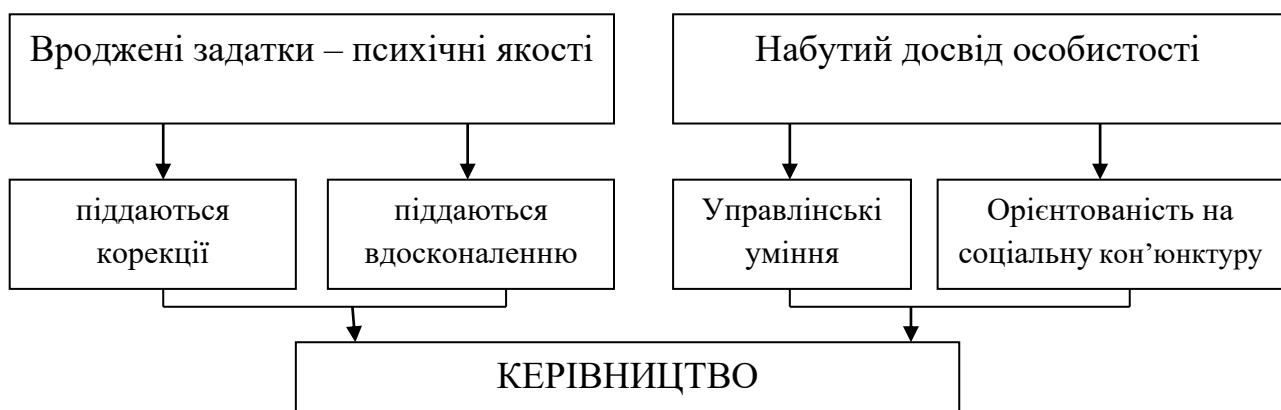 Вроджені задатки – психічні якості
Набутий досвід особистості
піддаються
корекції
піддаються
вдосконаленню
Управлінські
уміння
Орієнтованість на
соціальну кон’юнктуру
КЕРІВНИЦТВО